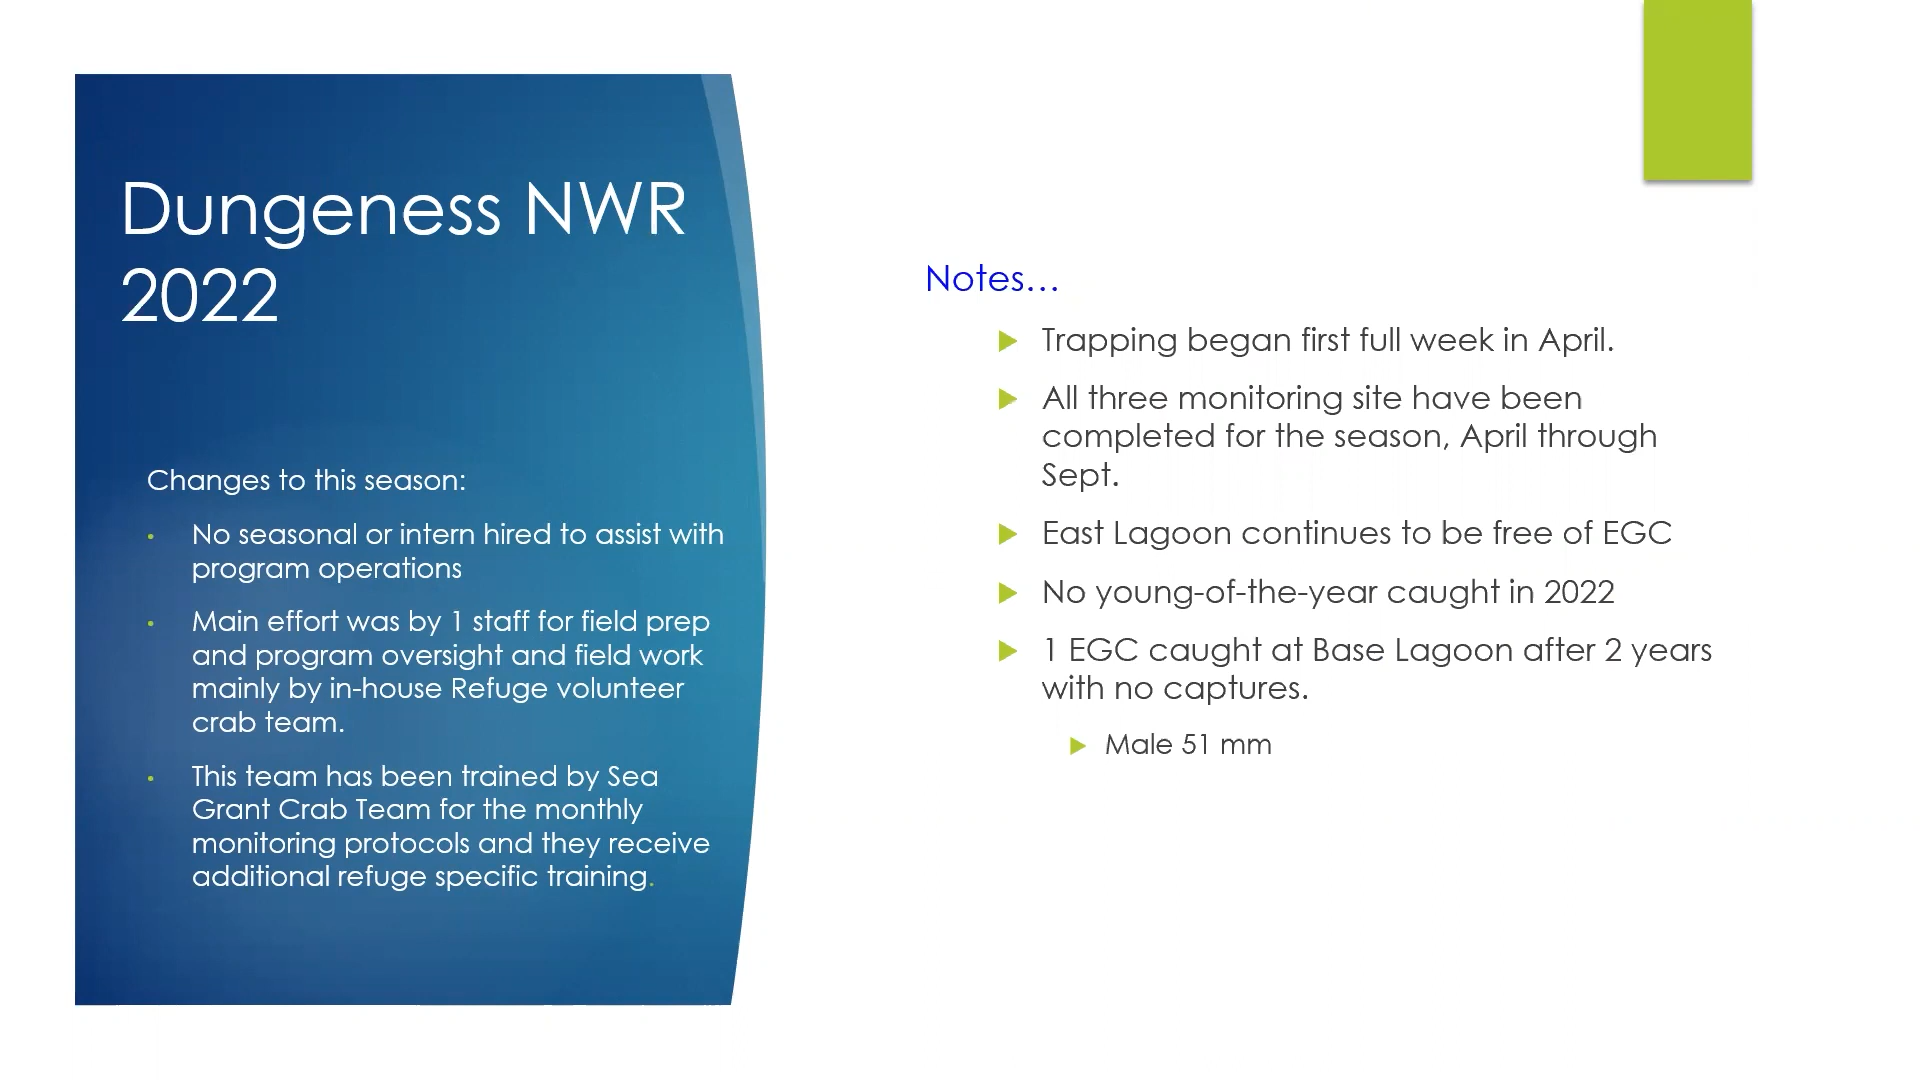 Dungeness NWR
2022
Changes to this season:
• No seasonal or intern hired to assist with
program operations
• Main effort was by 1 staff for field prep
and program oversight and field work
mainly by in-house Refuge volunteer
crab team.
• This team has been trained by Sea
Grant Crab Team for the monthly
monitoring protocols and they receive
additional refuge specific training.
Notes…
Trapping began first full week in April.
All three monitoring site have been
completed for the season, April through
Sept.
East Lagoon continues to be free of EGC
No young-of-the-year caught in 2022
1 EGC caught at Base Lagoon after 2 years
with no captures.
Male 51 mm